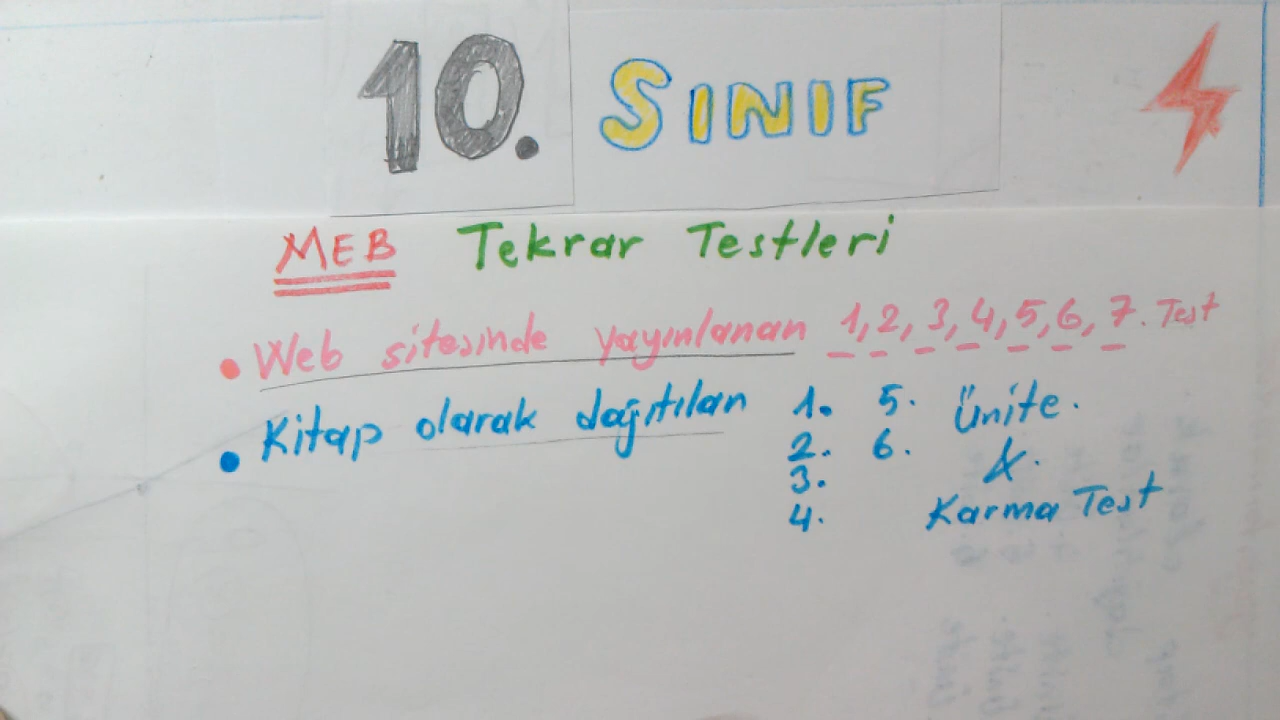 10. SINIF
MEB Tekrar Testleri
• Web sitesinde yayınlanan 1, 2, 3, 4, 5, 6, 7. Test
• Kitap olarak dağıtılan 1. 5. Ünite.
2. 6. &.
3.
4. Karma Test